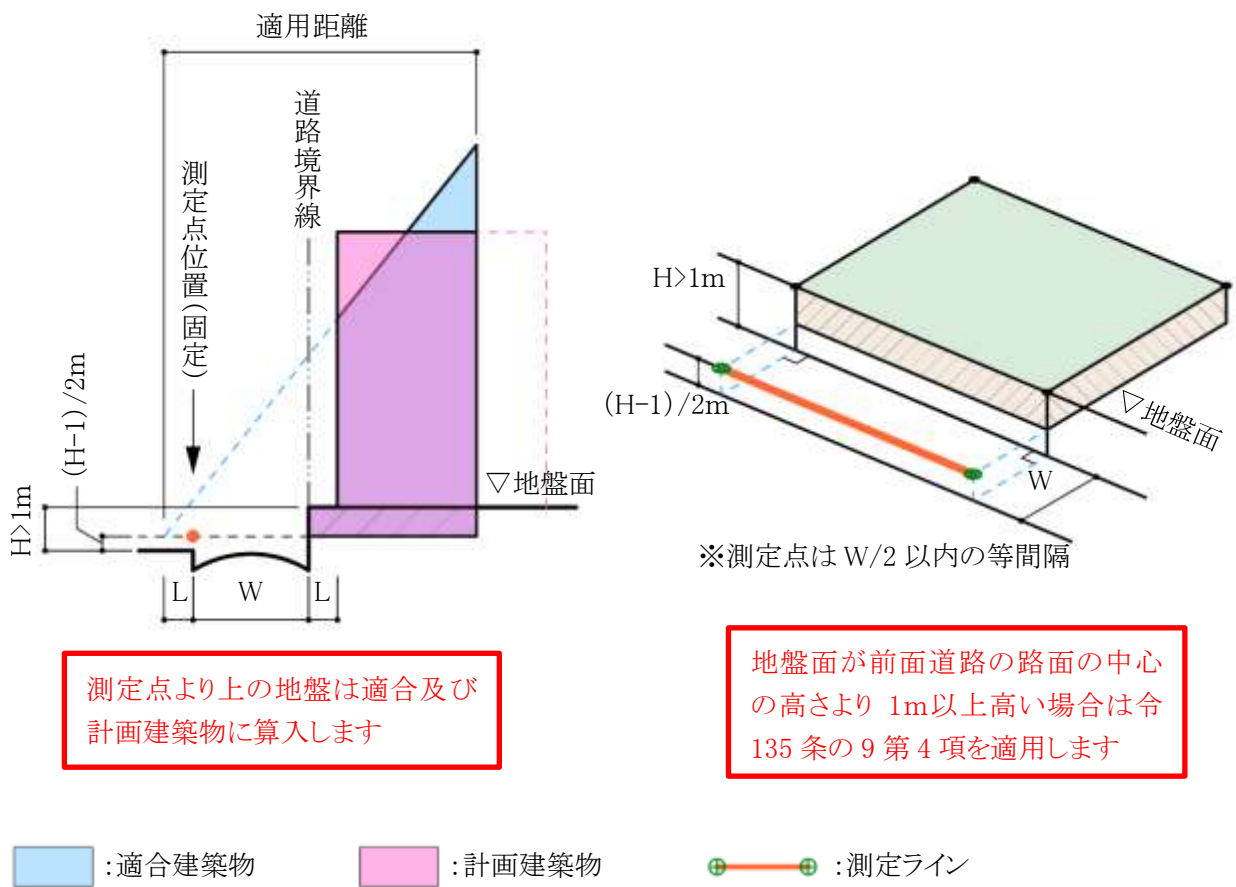 適用距離
道路境界線
測定点位置(固定)
(H-1)/2m
H>1m
▽地盤面
L
W
L
測定点より上の地盤は適合及び
計画建築物に算入します
H>1m
(H-1)/2m
▽地盤面
W
※測定点は W/2 以内の等間隔
地盤面が前面道路の路面の中心
の高さより 1m以上高い場合は令
135 条の 9 第 4 項を適用します
:適合建築物
:計画建築物
:測定ライン